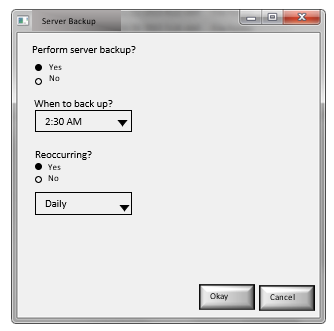 Server Backup
Perform server backup?
Yes
No
When to back up?
2:30 AM
Reoccurring?
Yes
No
Daily
Okay
Cancel